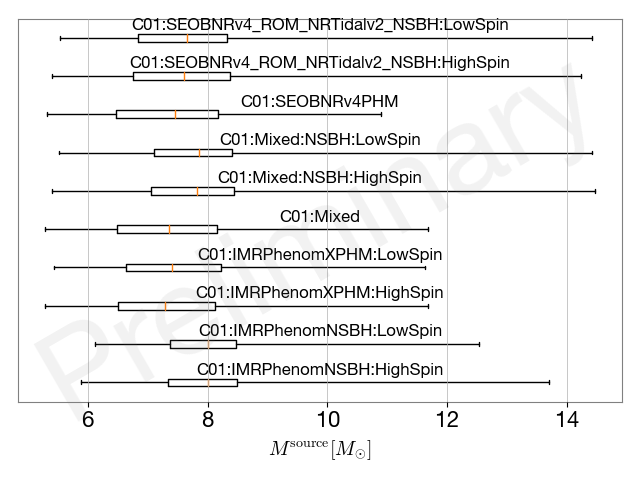 C01:SEOBNRv4_ROM_NRTidalv2_NSBH:LowSpin
C01:SEOBNRv4_ROM_NRTidalv2_NSBH:HighSpin
C01:SEOBNRv4PHM
C01:Mixed:NSBH:LowSpin
C01:Mixed:NSBH:HighSpin
C01:Mixed
C01:IMRPhenomXPHM:LowSpin
C01:IMRPhenomXPHM:HighSpin
C01:IMRPhenomNSBH:LowSpin
C01:IMRPhenomNSBH:HighSpin
Preliminary
6 8 10 12 14
M^source[M_⊙]